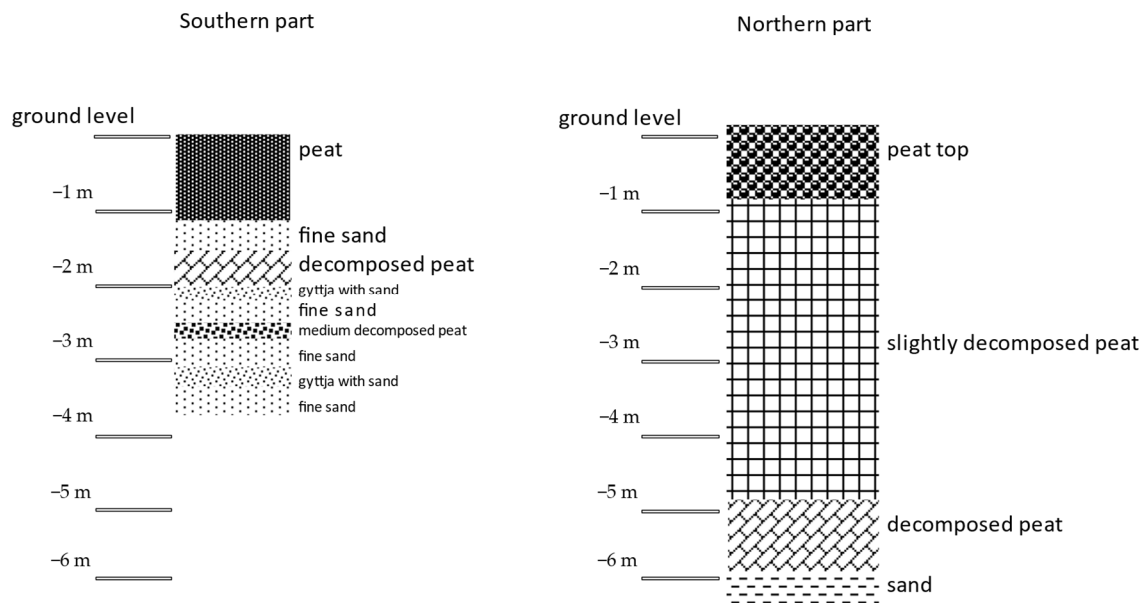 Southern part
Northern part
ground level
peat
−1 m
fine sand
decomposed peat
−2 m
gyttja with sand
fine sand
medium decomposed peat
−3 m
fine sand
gyttja with sand
fine sand
−4 m
−5 m
−6 m
ground level
peat top
−1 m
−2 m
−3 m
slightly decomposed peat
−4 m
−5 m
decomposed peat
−6 m
sand